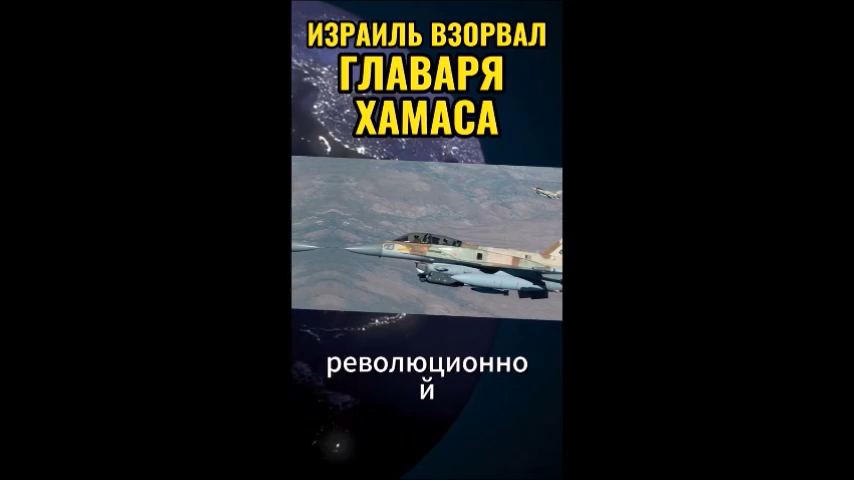 ИЗРАИЛЬ ВЗОРВАЛ
ГЛАВАРЯ
ХАМАСА
революционно
й